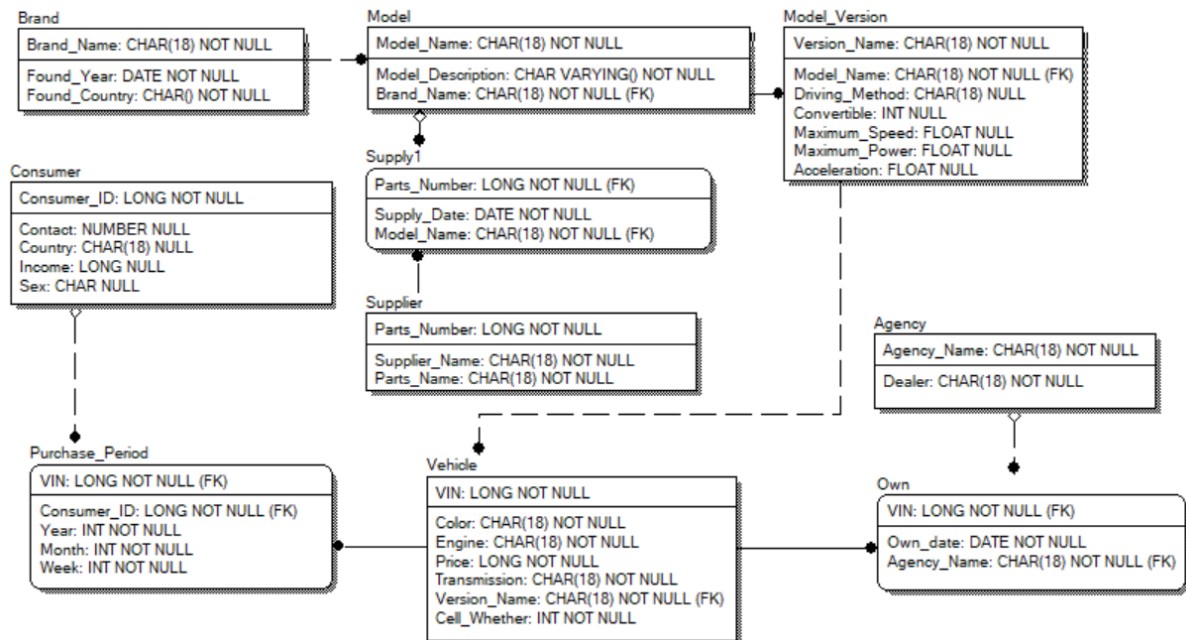 Brand
Brand_Name: CHAR(18) NOT NULL
Found_Year: DATE NOT NULL
Found_Country: CHAR() NOT NULL
Model
Model_Name: CHAR(18) NOT NULL
Model_Description: CHAR VARYING() NOT NULL
Brand_Name: CHAR(18) NOT NULL (FK)
Model_Version
Version_Name: CHAR(18) NOT NULL
Model_Name: CHAR(18) NOT NULL (FK)
Driving_Method: CHAR(18) NULL
Convertible: INT NULL
Maximum_Speed: FLOAT NULL
Maximum_Power: FLOAT NULL
Acceleration: FLOAT NULL
Consumer
Consumer_ID: LONG NOT NULL
Contact: NUMBER NULL
Country: CHAR(18) NULL
Income: LONG NULL
Sex: CHAR NULL
Supply1
Parts_Number: LONG NOT NULL (FK)
Supply_Date: DATE NOT NULL
Model_Name: CHAR(18) NOT NULL (FK)
Supplier
Parts_Number: LONG NOT NULL
Supplier_Name: CHAR(18) NOT NULL
Parts_Name: CHAR(18) NOT NULL
Agency
Agency_Name: CHAR(18) NOT NULL
Dealer: CHAR(18) NOT NULL
Purchase_Period
VIN: LONG NOT NULL (FK)
Consumer_ID: LONG NOT NULL (FK)
Year: INT NOT NULL
Month: INT NOT NULL
Week: INT NOT NULL
Vehicle
VIN: LONG NOT NULL
Color: CHAR(18) NOT NULL
Engine: CHAR(18) NOT NULL
Price: LONG NOT NULL
Transmission: CHAR(18) NOT NULL
Version_Name: CHAR(18) NOT NULL (FK)
Cell_Whether: INT NOT NULL
Own
VIN: LONG NOT NULL (FK)
Own_date: DATE NOT NULL
Agency_Name: CHAR(18) NOT NULL (FK)